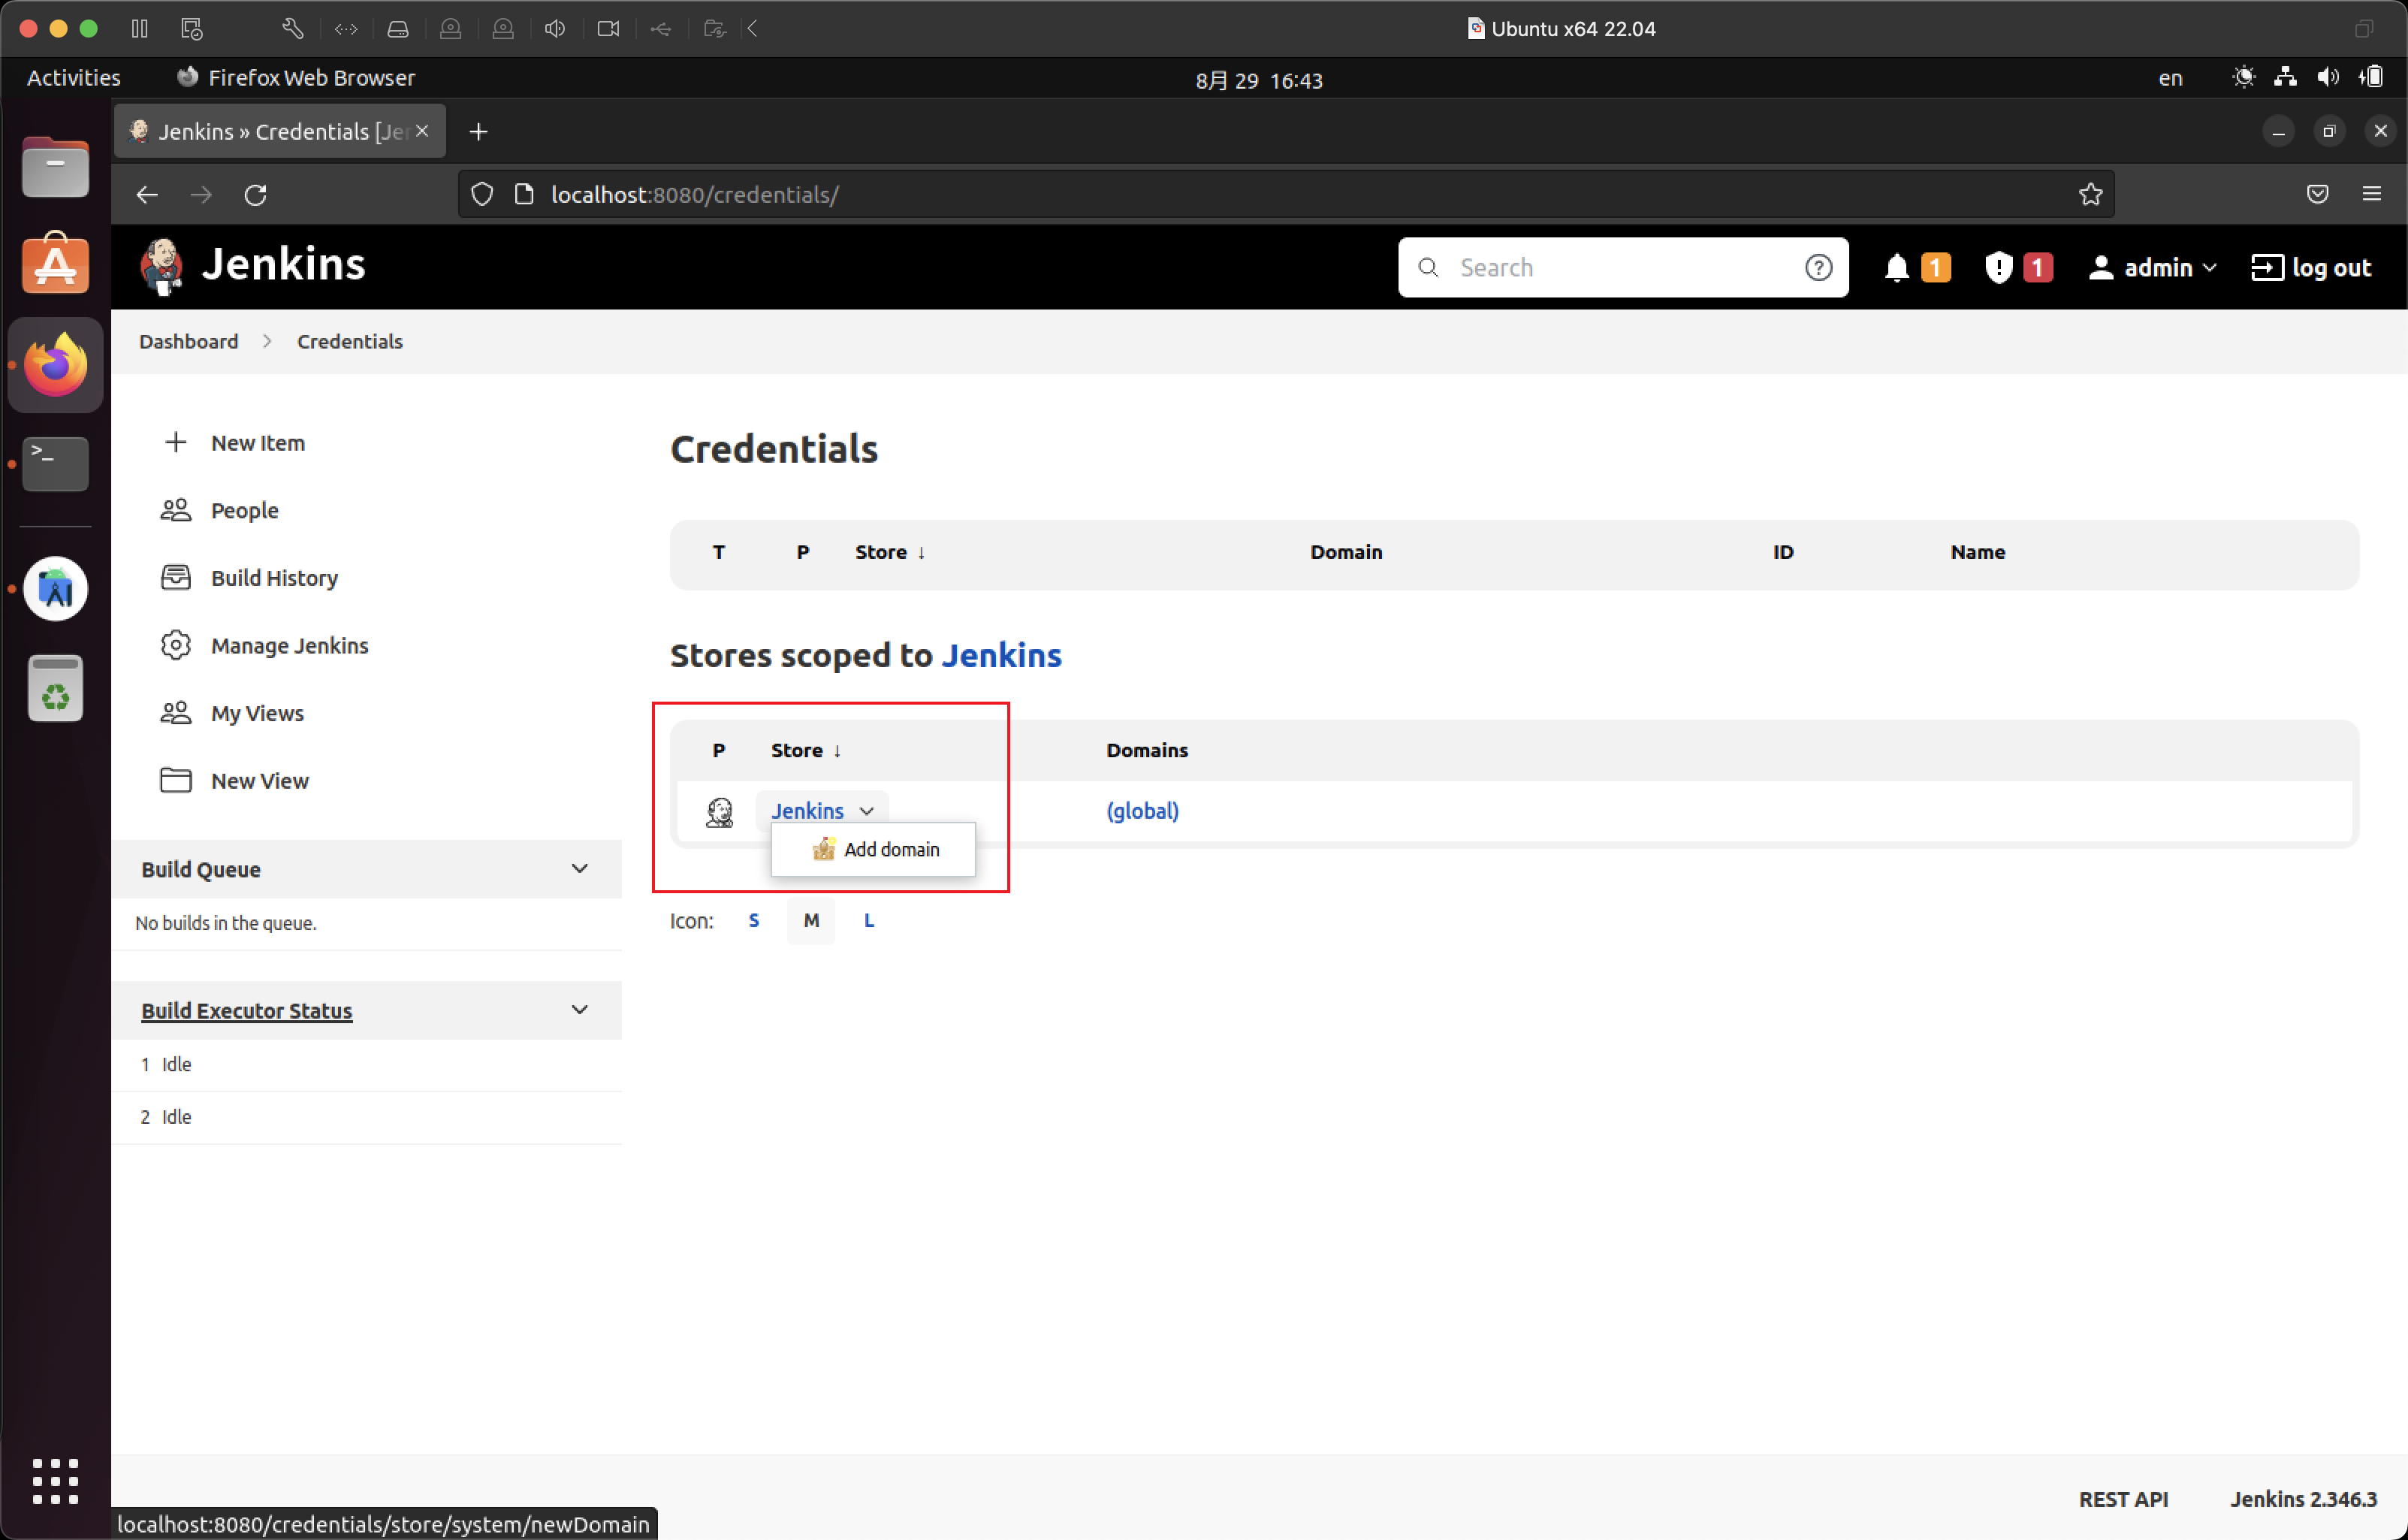 Ubuntu x64 22.04
Activities Firefox Web Browser 8月 29 16:43 en
Jenkins » Credentials [Jen
localhost:8080/credentials/
Jenkins Search 1 1 admin log out
Dashboard Credentials
New Item
People
Build History
Manage Jenkins
My Views
New View
Build Queue
No builds in the queue.
Build Executor Status
1 Idle
2 Idle
Credentials
T P Store ↓ Domain ID Name
Stores scoped to Jenkins
P Store ↓ Domains
Jenkins (global)
Add domain
Icon: S M L
REST API Jenkins 2.346.3
localhost:8080/credentials/store/system/newDomain